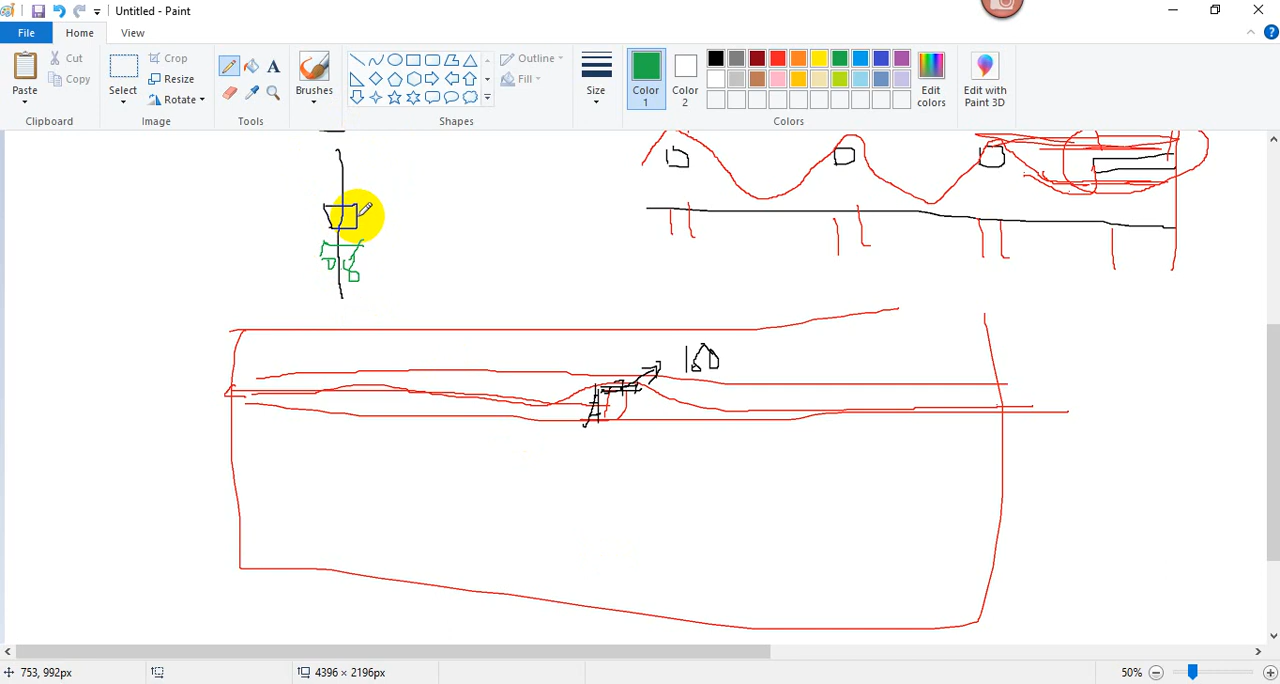 Untitled - Paint
File
Home
View
Paste
Cut
Copy
Clipboard
Select
Crop
Resize
Rotate
Image
A
Tools
Brushes
Shapes
Outline
Fill
Size
Color 1
Color 2
Colors
Edit colors
Edit with Paint 3D
180
753, 992px
4396 × 2196px
50%